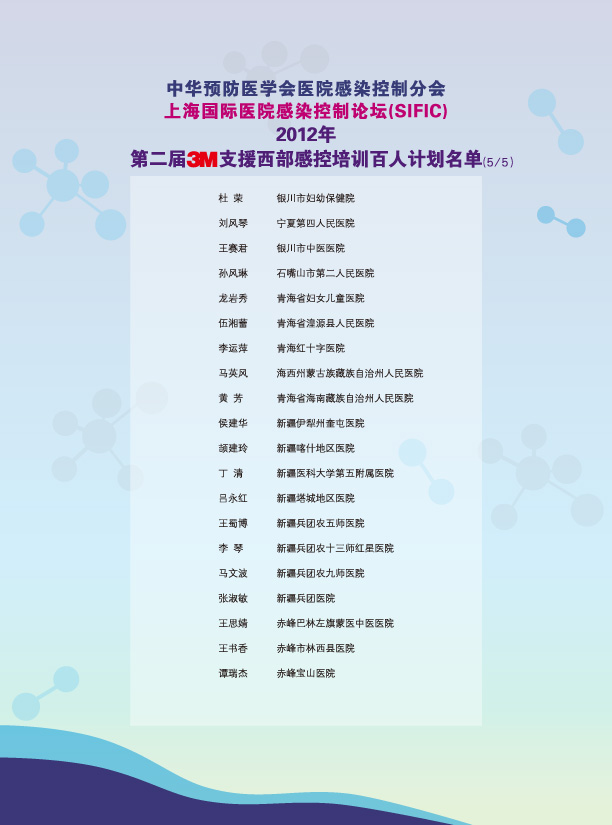 中华预防医学会医院感染控制分会
上海国际医院感染控制论坛(SIFIC)
2012年
第二届3M支援西部感控培训百人计划名单(5/5)
杜 荣 银川市妇幼保健院
刘风琴 宁夏第四人民医院
王赛君 银川市中医医院
孙风琳 石嘴山市第二人民医院
龙岩秀 青海省妇女儿童医院
伍湘蕾 青海省湟源县人民医院
李运萍 青海红十字医院
马英风 海西州蒙古族藏族自治州人民医院
黄 芳 青海省海南藏族自治州人民医院
侯建华 新疆伊犁州奎屯医院
颉建玲 新疆喀什地区医院
丁 清 新疆医科大学第五附属医院
吕永红 新疆塔城地区医院
王蜀博 新疆兵团农五师医院
李 琴 新疆兵团农十三师红星医院
马文波 新疆兵团农九师医院
张淑敏 新疆兵团医院
王思婧 赤峰巴林左旗蒙医中医医院
王书香 赤峰市林西县医院
谭瑞杰 赤峰宝山医院